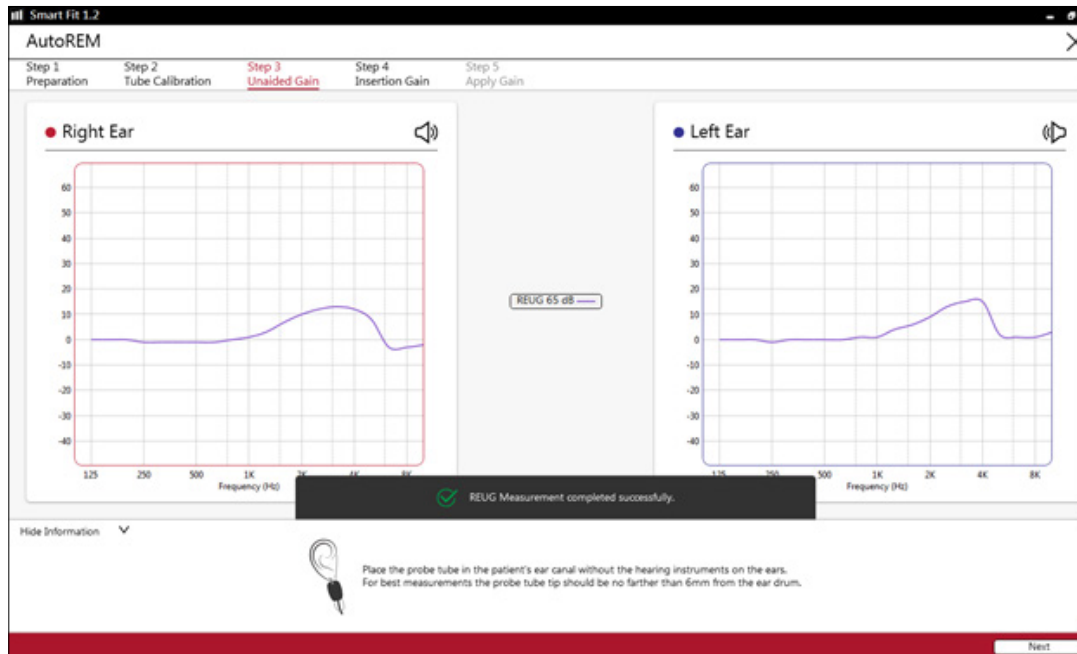 Smart Fit 1.2
AutoREM
Step 1
Preparation
Step 2
Tube Calibration
Step 3
Unaided Gain
Step 4
Insertion Gain
Step 5
Apply Gain
Right Ear
60
50
40
30
20
10
0
-10
-20
-30
-40
125 250 500 1K 2K 4K 8K
Frequency (Hz)
REUG 65 dB
Left Ear
60
50
40
30
20
10
0
-10
-20
-30
-40
125 250 500 1K 2K 4K 8K
Frequency (Hz)
REUG Measurement completed successfully.
Hide Information
Place the probe tube in the patient's ear canal without the hearing instruments on the ears.
For best measurements the probe tube tip should be no farther than 6mm from the ear drum.
Next